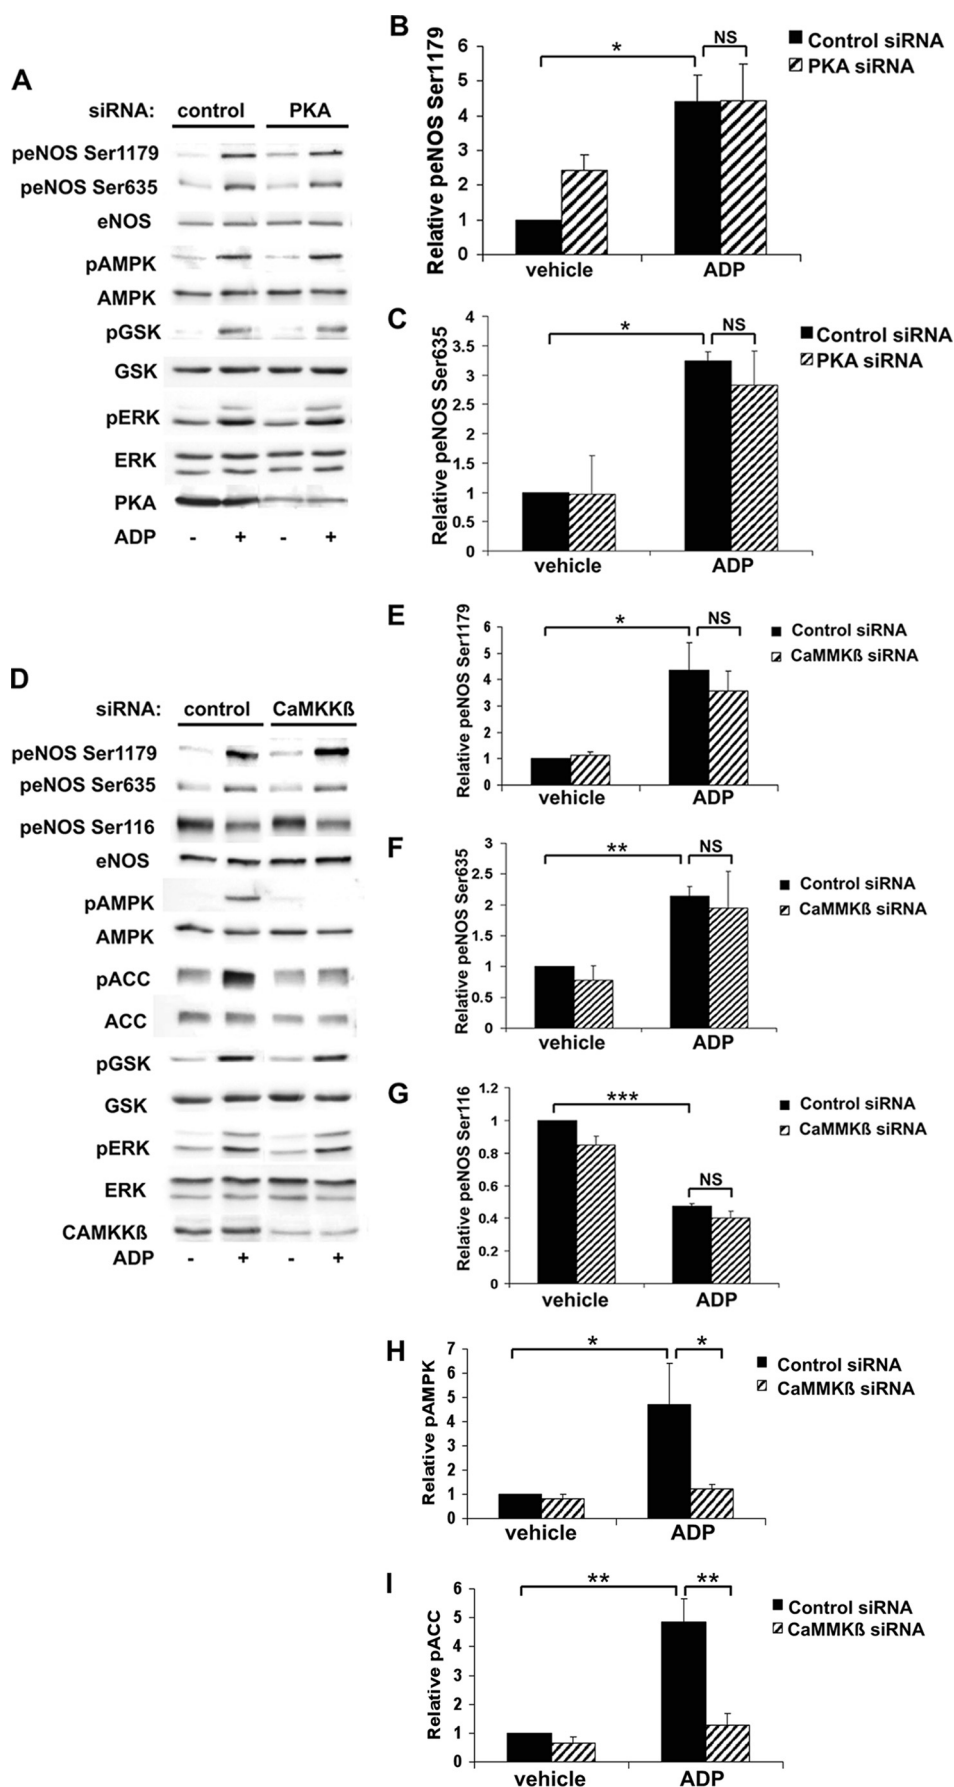 A
siRNA: control PKA
peNOS Ser1179
peNOS Ser635
eNOS
pAMPK
AMPK
pGSK
GSK
pERK
ERK
PKA
ADP - + - +
B
Relative peNOS Ser1179
6
5
4
3
2
1
0
* NS
Control siRNA
PKA siRNA
vehicle ADP
C
Relative peNOS Ser635
4
3.5
3
2.5
2
1.5
1
0.5
0
* NS
Control siRNA
PKA siRNA
vehicle ADP
D
siRNA: control CaMKKß
peNOS Ser1179
peNOS Ser635
peNOS Ser116
eNOS
pAMPK
AMPK
pACC
ACC
pGSK
GSK
pERK
ERK
CAMKKß
ADP - + - +
E
Relative peNOS Ser1179
6
5
4
3
2
1
0
* NS
Control siRNA
CaMMKß siRNA
vehicle ADP
F
Relative peNOS Ser635
3
2.5
2
1.5
1
0.5
0
** NS
Control siRNA
CaMMKß siRNA
vehicle ADP
G
Relative peNOS Ser116
1.2
1
0.8
0.6
0.4
0.2
0
*** NS
Control siRNA
CaMMKß siRNA
vehicle ADP
H
Relative pAMPK
7
6
5
4
3
2
1
0
* *
Control siRNA
CaMMKß siRNA
vehicle ADP
I
Relative pACC
6
5
4
3
2
1
0
** **
Control siRNA
CaMMKß siRNA
vehicle ADP